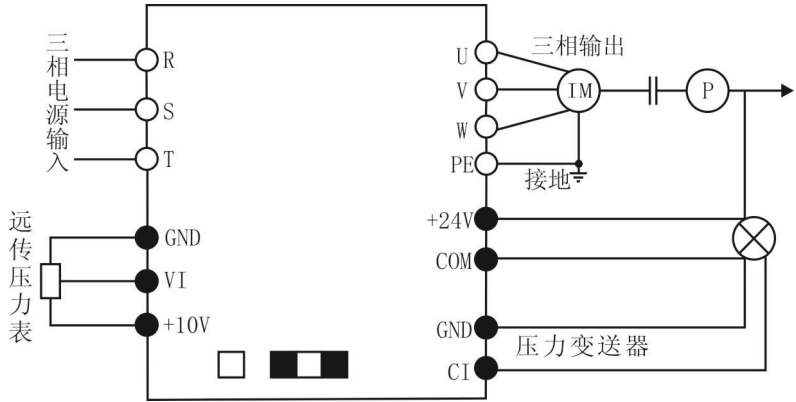 三相电源输入
R
S
T
远传压力表
GND
VI
+10V
U
V
W
PE
+24V
COM
GND
CI
三相输出
IM
P
接地
压力变送器